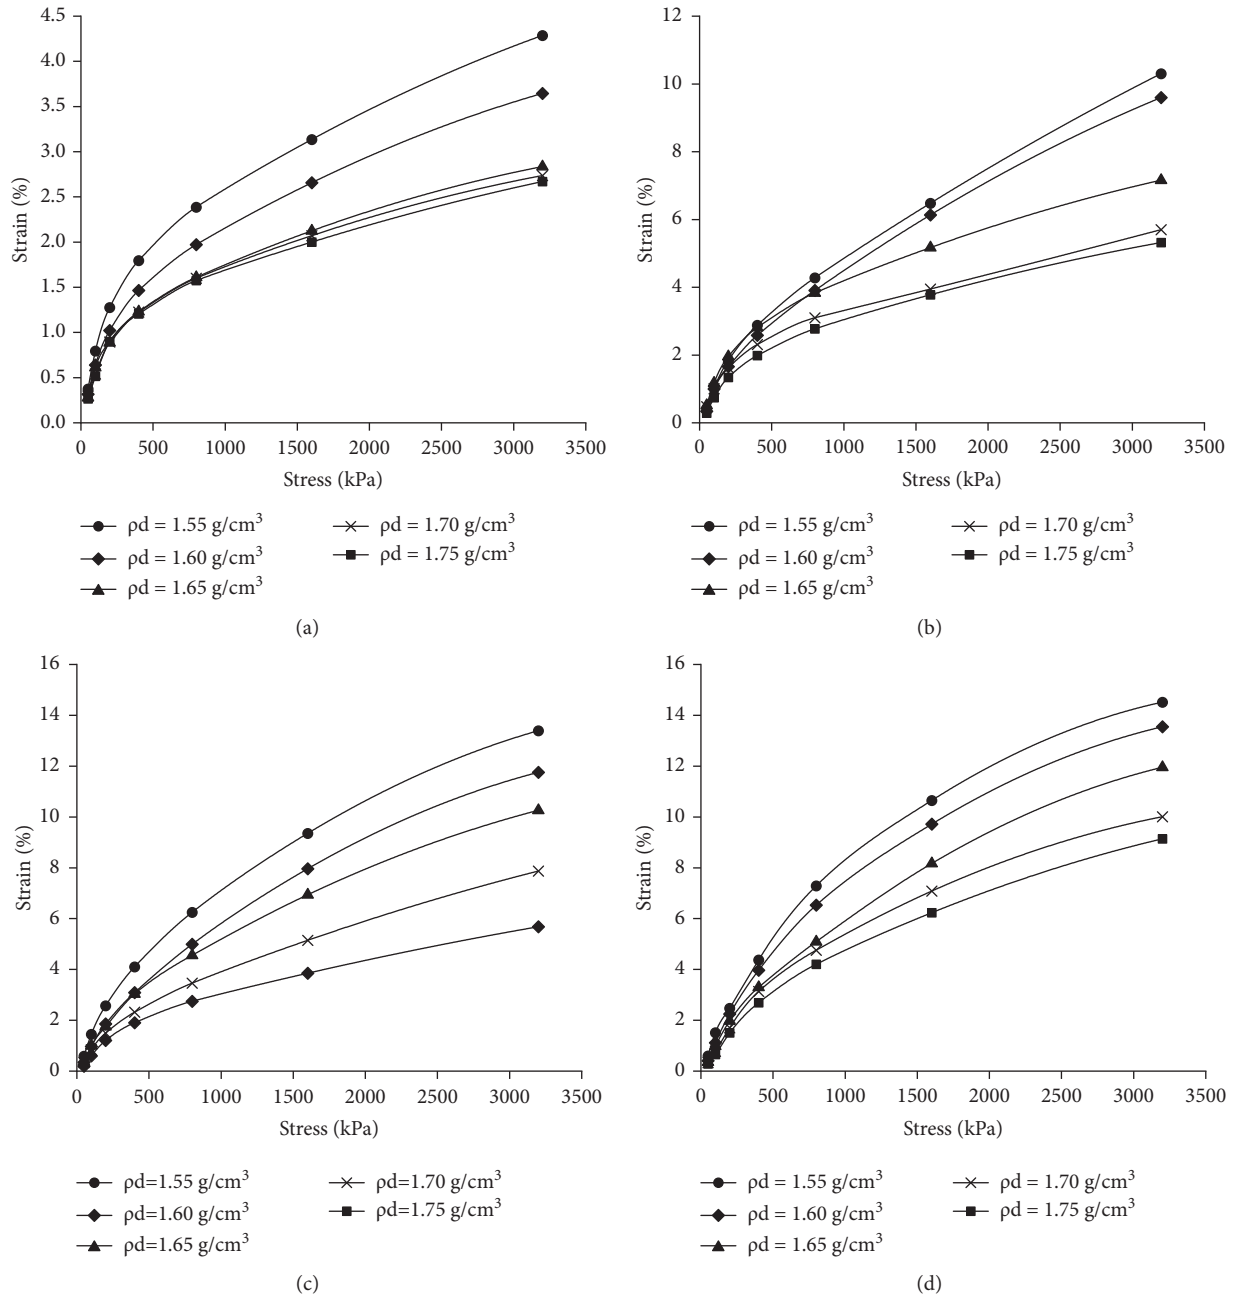 4.5
4.0
3.5
3.0
2.5
2.0
1.5
1.0
0.5
0.0
Strain (%)
0 500 1000 1500 2000 2500 3000 3500
Stress (kPa)
ρd = 1.55 g/cm³
ρd = 1.60 g/cm³
ρd = 1.65 g/cm³
ρd = 1.70 g/cm³
ρd = 1.75 g/cm³
(a)
12
10
8
6
4
2
0
Strain (%)
0 500 1000 1500 2000 2500 3000 3500
Stress (kPa)
ρd = 1.55 g/cm³
ρd = 1.60 g/cm³
ρd = 1.65 g/cm³
ρd = 1.70 g/cm³
ρd = 1.75 g/cm³
(b)
16
14
12
10
8
6
4
2
0
Strain (%)
0 500 1000 1500 2000 2500 3000 3500
Stress (kPa)
ρd=1.55 g/cm³
ρd=1.60 g/cm³
ρd=1.65 g/cm³
ρd=1.70 g/cm³
ρd=1.75 g/cm³
(c)
16
14
12
10
8
6
4
2
0
Strain (%)
0 500 1000 1500 2000 2500 3000 3500
Stress (kPa)
ρd = 1.55 g/cm³
ρd = 1.60 g/cm³
ρd = 1.65 g/cm³
ρd = 1.70 g/cm³
ρd = 1.75 g/cm³
(d)